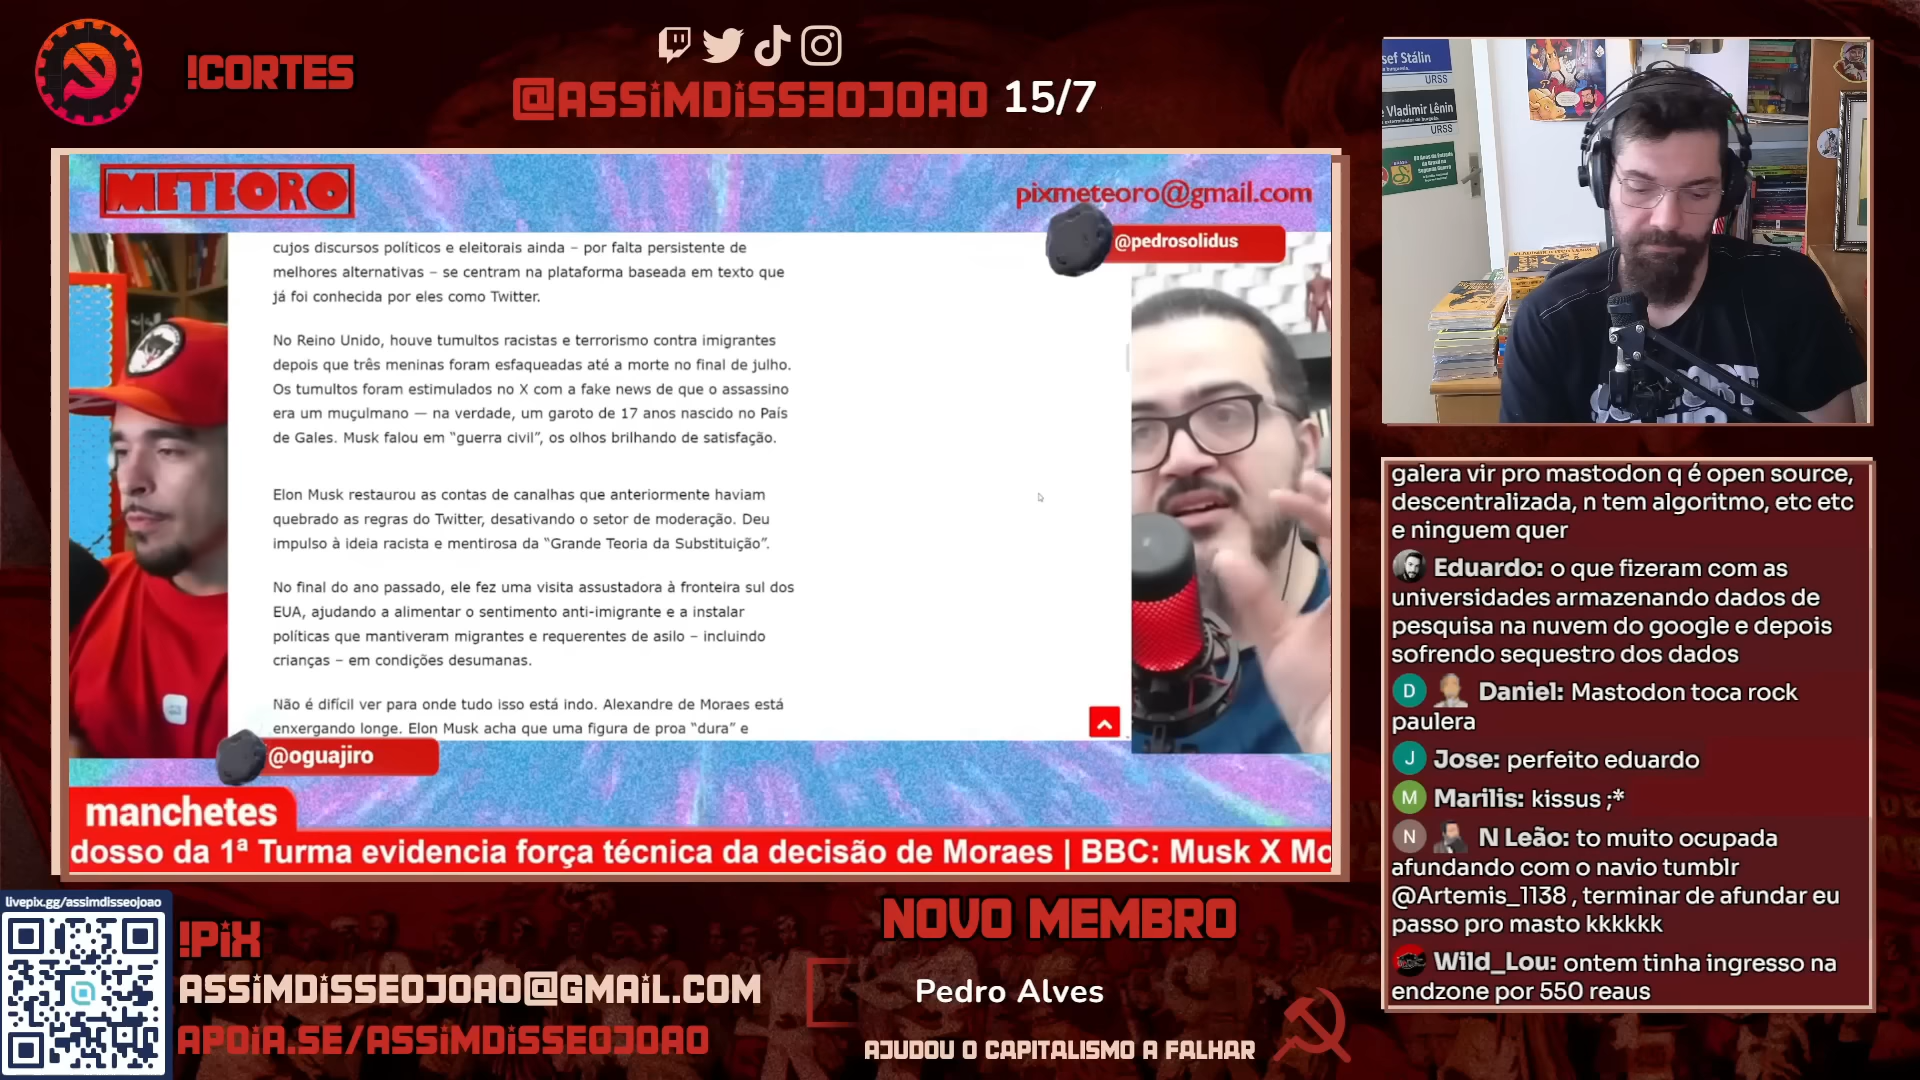 !CORTES
@ASSIMDISSEOJOAO 15/7
METEORO
pixmeteoro@gmail.com
@pedrosolidus
cujos discursos políticos e eleitorais ainda – por falta persistente de
melhores alternativas – se centram na plataforma baseada em texto que
já foi conhecida por eles como Twitter.
No Reino Unido, houve tumultos racistas e terrorismo contra imigrantes
depois que três meninas foram esfaqueadas até a morte no final de julho.
Os tumultos foram estimulados no X com a fake news de que o assassino
era um muçulmano — na verdade, um garoto de 17 anos nascido no País
de Gales. Musk falou em “guerra civil”, os olhos brilhando de satisfação.
Elon Musk restaurou as contas de canalhas que anteriormente haviam
quebrado as regras do Twitter, desativando o setor de moderação. Deu
impulso à ideia racista e mentirosa da “Grande Teoria da Substituição”.
No final do ano passado, ele fez uma visita assustadora à fronteira sul dos
EUA, ajudando a alimentar o sentimento anti-imigrante e a instalar
políticas que mantiveram migrantes e requerentes de asilo – incluindo
crianças – em condições desumanas.
Não é difícil ver para onde tudo isso está indo. Alexandre de Moraes está
enxergando longe. Elon Musk acha que uma figura de proa “dura” e
@oguajiro
manchetes
dosso da 1ª Turma evidencia força técnica da decisão de Moraes | BBC: Musk X Mo
sef Stálin
URSS
Vladimir Lênin
URSS
galera vir pro mastodon q é open source,
descentralizada, n tem algoritmo, etc etc
e ninguem quer
Eduardo: o que fizeram com as
universidades armazenando dados de
pesquisa na nuvem do google e depois
sofrendo sequestro dos dados
D Daniel: Mastodon toca rock
paulera
J Jose: perfeito eduardo
M Marilis: kissus ;*
N N Leão: to muito ocupada
afundando com o navio tumblr
@Artemis_1138 , terminar de afundar eu
passo pro masto kkkkkk
Wild_Lou: ontem tinha ingresso na
endzone por 550 reaus
livepix.gg/assimdisseojoao
!PIX
ASSIMDISSEOJOAO@GMAIL.COM
APOIA.SE/ASSIMDISSEOJOAO
NOVO MEMBRO
Pedro Alves
AJUDOU O CAPITALISMO A FALHAR